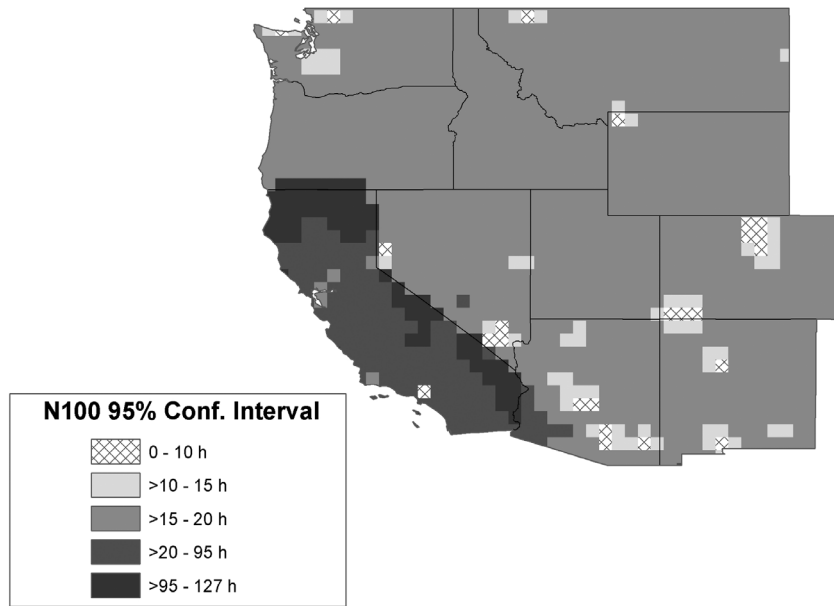 N100 95% Conf. Interval
0 - 10 h
>10 - 15 h
>15 - 20 h
>20 - 95 h
>95 - 127 h